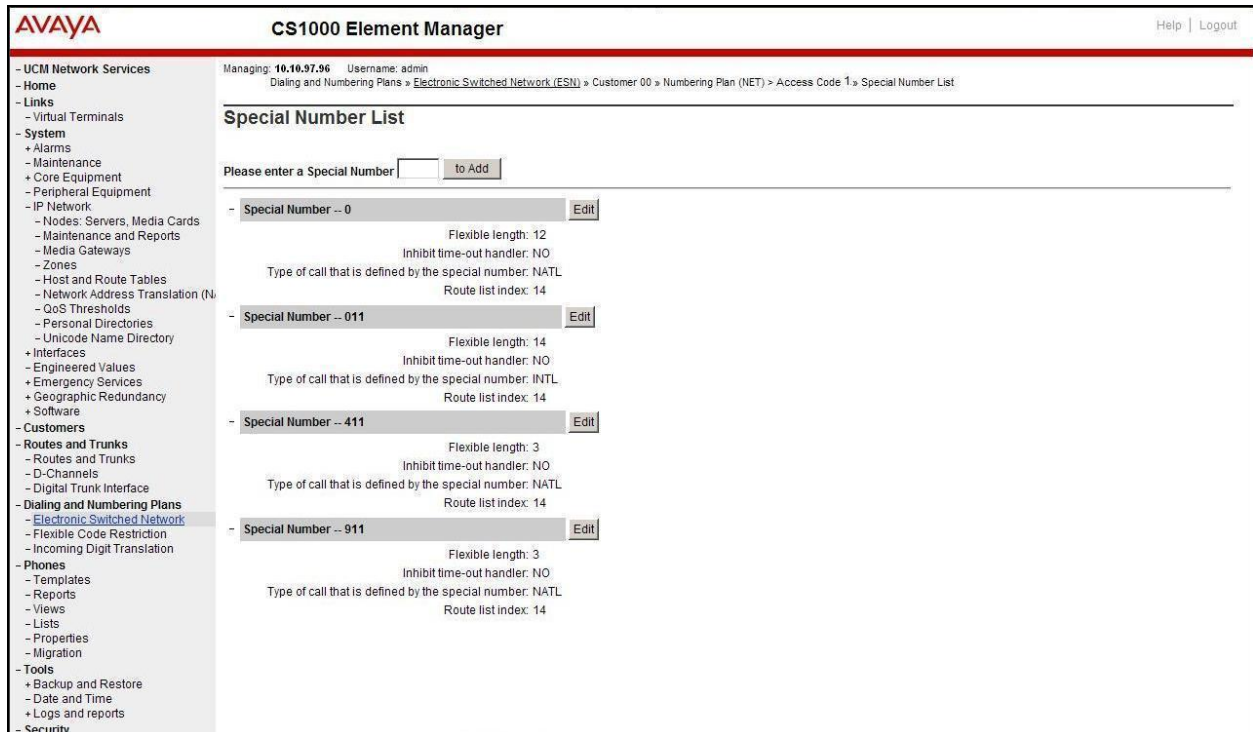 AVAYA
CS1000 Element Manager
Help | Logout
- UCM Network Services
- Home
- Links
- Virtual Terminals
- System
+ Alarms
- Maintenance
+ Core Equipment
- Peripheral Equipment
- IP Network
- Nodes: Servers, Media Cards
- Maintenance and Reports
- Media Gateways
- Zones
- Host and Route Tables
- Network Address Translation (N
- QoS Thresholds
- Personal Directories
- Unicode Name Directory
+ Interfaces
- Engineered Values
+ Emergency Services
+ Geographic Redundancy
+ Software
- Customers
- Routes and Trunks
- Routes and Trunks
- D-Channels
- Digital Trunk Interface
- Dialing and Numbering Plans
- Electronic Switched Network
- Flexible Code Restriction
- Incoming Digit Translation
- Phones
- Templates
- Reports
- Views
- Lists
- Properties
- Migration
- Tools
+ Backup and Restore
- Date and Time
+ Logs and reports
- Security
Managing: 10.10.97.96 Username: admin
Dialing and Numbering Plans » Electronic Switched Network (ESN) » Customer 00 » Numbering Plan (NET) > Access Code 1 » Special Number List
Special Number List
Please enter a Special Number to Add
- Special Number -- 0 Edit
Flexible length: 12
Inhibit time-out handler: NO
Type of call that is defined by the special number: NATL
Route list index: 14
- Special Number -- 011 Edit
Flexible length: 14
Inhibit time-out handler: NO
Type of call that is defined by the special number: INTL
Route list index: 14
- Special Number -- 411 Edit
Flexible length: 3
Inhibit time-out handler: NO
Type of call that is defined by the special number: NATL
Route list index: 14
- Special Number -- 911 Edit
Flexible length: 3
Inhibit time-out handler: NO
Type of call that is defined by the special number: NATL
Route list index: 14